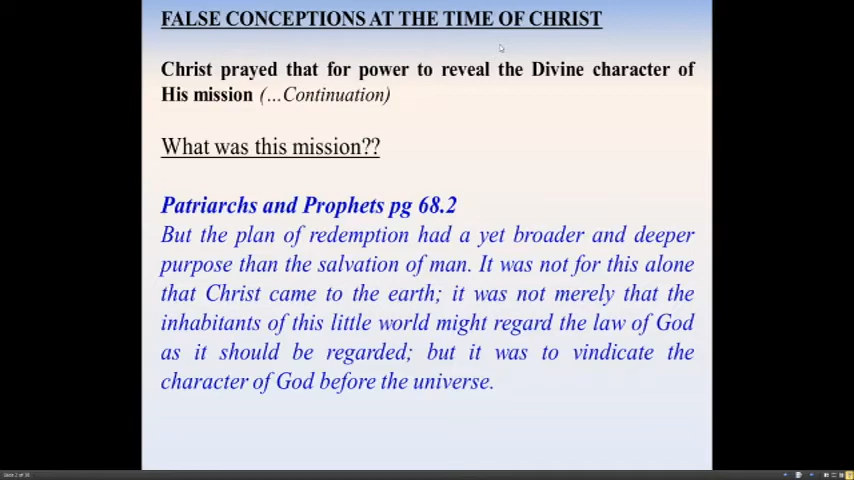 FALSE CONCEPTIONS AT THE TIME OF CHRIST
Christ prayed that for power to reveal the Divine character of
His mission (...Continuation)
What was this mission??
Patriarchs and Prophets pg 68.2
But the plan of redemption had a yet broader and deeper
purpose than the salvation of man. It was not for this alone
that Christ came to the earth; it was not merely that the
inhabitants of this little world might regard the law of God
as it should be regarded; but it was to vindicate the
character of God before the universe.